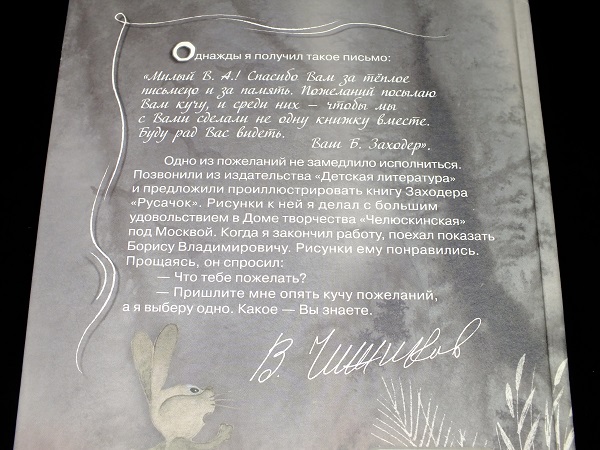 Однажды я получил такое письмо:
«Милый В. А.! Спасибо Вам за тёплое
письмецо и за память. Пожеланий посылаю
Вам кучу, и среди них — чтобы мы
с Вами сделали не одну книжку вместе.
Буду рад Вас видеть.
Ваш Б. Заходер».
Одно из пожеланий не замедлило исполниться.
Позвонили из издательства «Детская литература»
и предложили проиллюстрировать книгу Заходера
«Русачок». Рисунки к ней я делал с большим
удовольствием в Доме творчества «Челюскинская»
под Москвой. Когда я закончил работу, поехал показать
Борису Владимировичу. Рисунки ему понравились.
Прощаясь, он спросил:
— Что тебе пожелать?
— Пришлите мне опять кучу пожеланий,
а я выберу одно. Какое — Вы знаете.
В. Чижиков